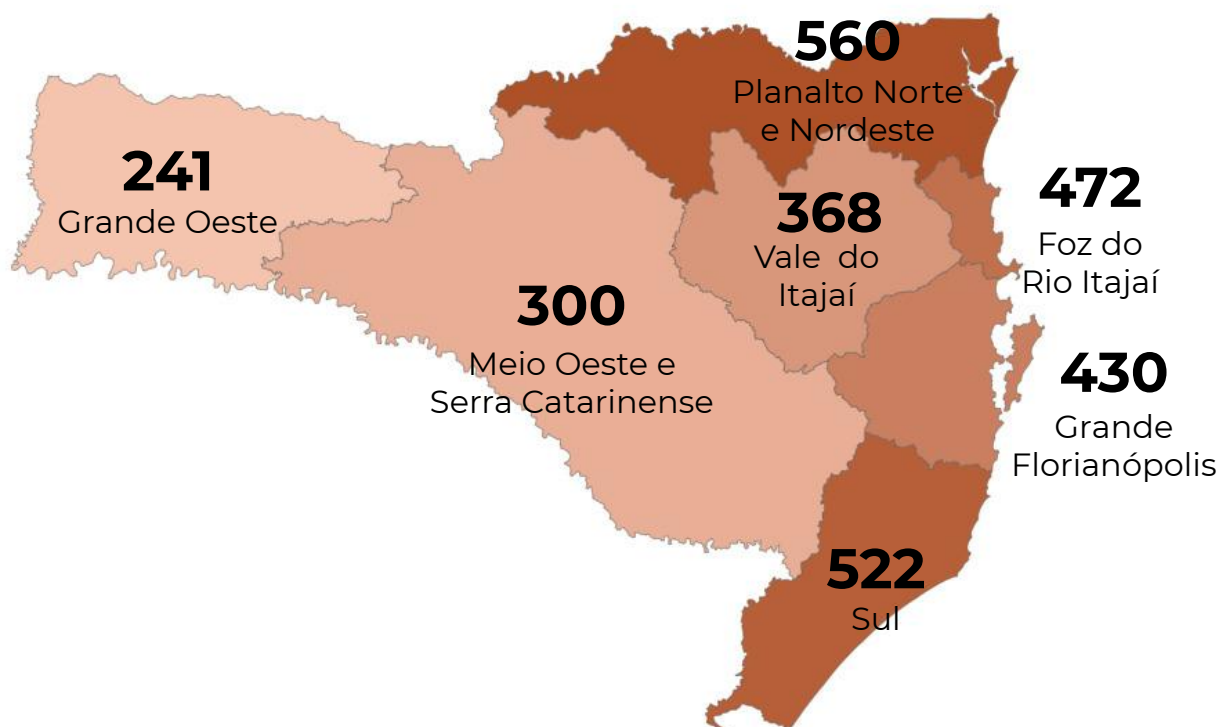 560
Planalto Norte
e Nordeste
241
Grande Oeste
368
Vale do
Itajaí
472
Foz do
Rio Itajaí
300
Meio Oeste e
Serra Catarinense
430
Grande
Florianópolis
522
Sul